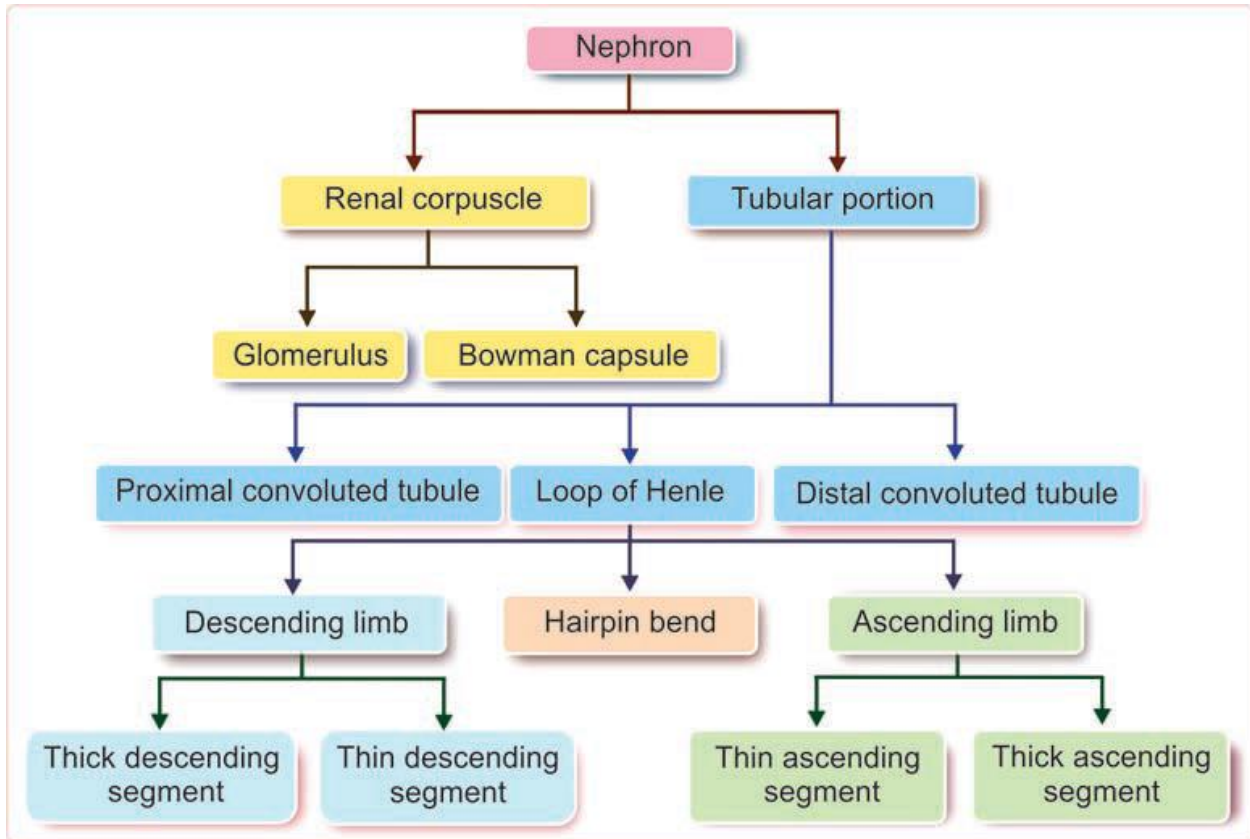 Nephron
Renal corpuscle
Tubular portion
Glomerulus
Bowman capsule
Proximal convoluted tubule
Loop of Henle
Distal convoluted tubule
Descending limb
Hairpin bend
Ascending limb
Thick descending
segment
Thin descending
segment
Thin ascending
segment
Thick ascending
segment